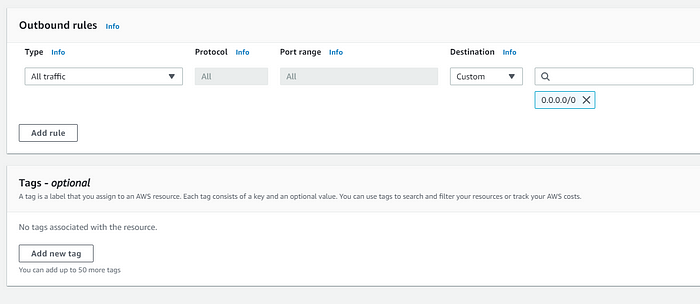 Outbound rules Info
Type Info Protocol Info Port range Info Destination Info
All traffic All All Custom
0.0.0.0/0
Add rule
Tags - optional
A tag is a label that you assign to an AWS resource. Each tag consists of a key and an optional value. You can use tags to search and filter your resources or track your AWS costs.
No tags associated with the resource.
Add new tag
You can add up to 50 more tags